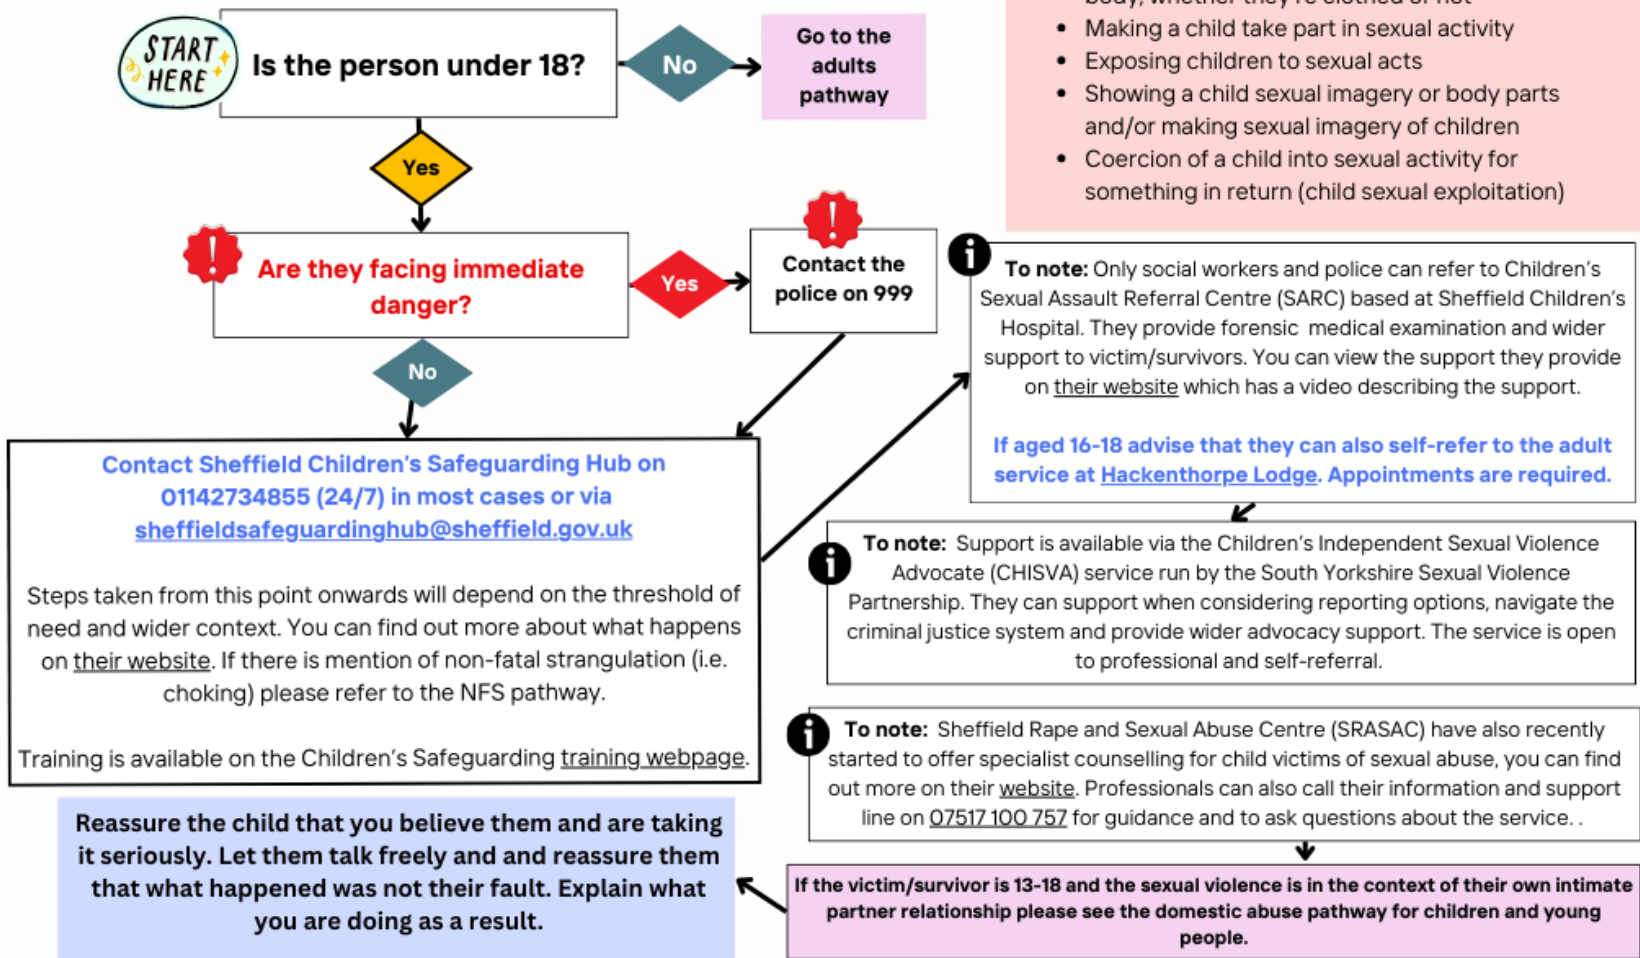 START
HERE
Is the person under 18?
No
Go to the
adults
pathway
Yes
Are they facing immediate
danger?
Yes
Contact the
police on 999
No
Contact Sheffield Children's Safeguarding Hub on
01142734855 (24/7) in most cases or via
sheffieldsafeguardinghub@sheffield.gov.uk
Steps taken from this point onwards will depend on the threshold of
need and wider context. You can find out more about what happens
on their website. If there is mention of non-fatal strangulation (i.e.
choking) please refer to the NFS pathway.
Training is available on the Children's Safeguarding training webpage.
body, whether they're clothed or not
• Making a child take part in sexual activity
• Exposing children to sexual acts
• Showing a child sexual imagery or body parts
and/or making sexual imagery of children
• Coercion of a child into sexual activity for
something in return (child sexual exploitation)
To note: Only social workers and police can refer to Children's
Sexual Assault Referral Centre (SARC) based at Sheffield Children's
Hospital. They provide forensic medical examination and wider
support to victim/survivors. You can view the support they provide
on their website which has a video describing the support.
If aged 16-18 advise that they can also self-refer to the adult
service at Hackenthorpe Lodge. Appointments are required.
To note: Support is available via the Children's Independent Sexual Violence
Advocate (CHISVA) service run by the South Yorkshire Sexual Violence
Partnership. They can support when considering reporting options, navigate the
criminal justice system and provide wider advocacy support. The service is open
to professional and self-referral.
To note: Sheffield Rape and Sexual Abuse Centre (SRASAC) have also recently
started to offer specialist counselling for child victims of sexual abuse, you can find
out more on their website. Professionals can also call their information and support
line on 07517 100 757 for guidance and to ask questions about the service. .
If the victim/survivor is 13-18 and the sexual violence is in the context of their own intimate
partner relationship please see the domestic abuse pathway for children and young
people.
Reassure the child that you believe them and are taking
it seriously. Let them talk freely and and reassure them
that what happened was not their fault. Explain what
you are doing as a result.